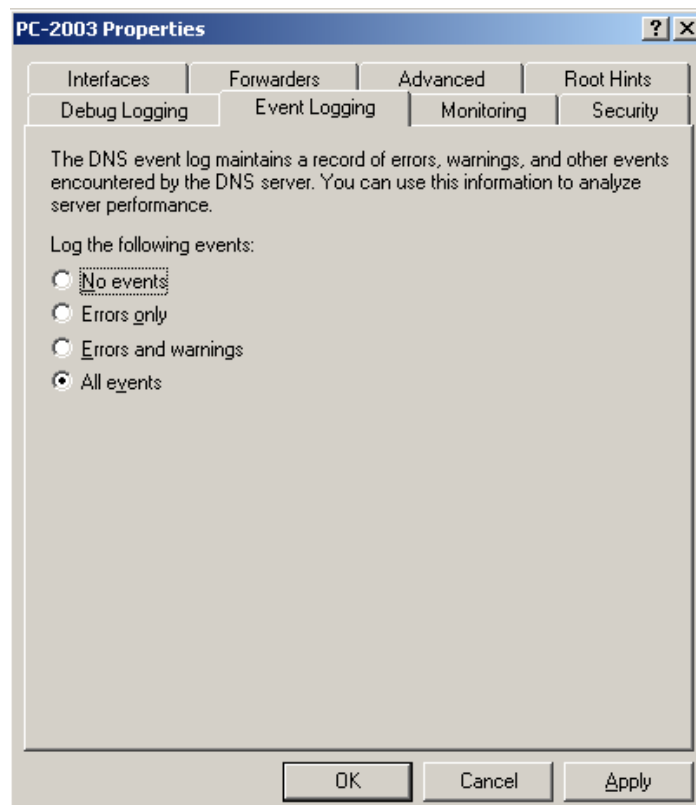 PC-2003 Properties
? X
Interfaces Forwarders Advanced Root Hints
Debug Logging Event Logging Monitoring Security
The DNS event log maintains a record of errors, warnings, and other events
encountered by the DNS server. You can use this information to analyze
server performance.
Log the following events:
No events
Errors only
Errors and warnings
All events
OK Cancel Apply